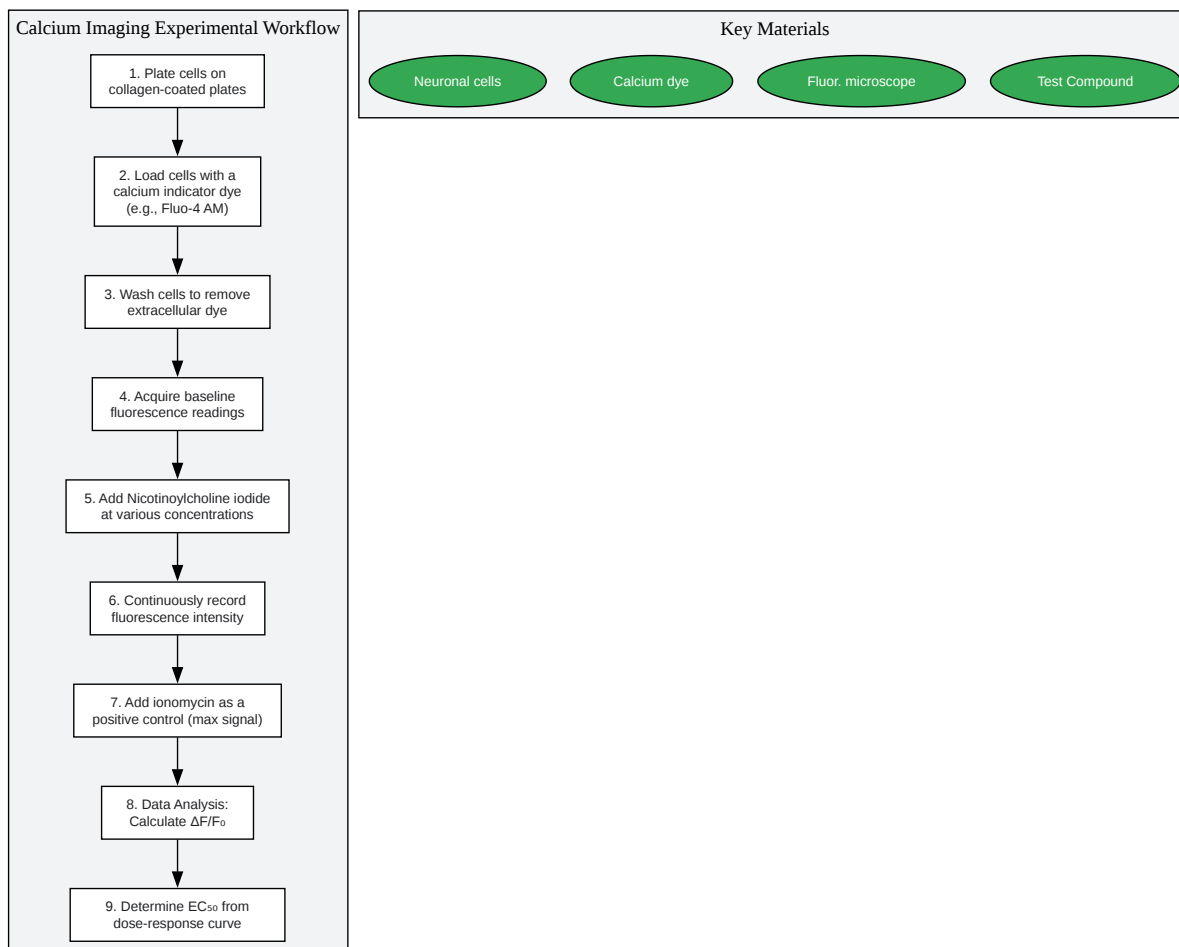 Calcium Imaging Experimental Workflow
1. Plate cells on
collagen-coated plates
2. Load cells with a
calcium indicator dye
(e.g., Fluo-4 AM)
3. Wash cells to remove
extracellular dye
4. Acquire baseline
fluorescence readings
5. Add Nicotinoylcholine iodide
at various concentrations
6. Continuously record
fluorescence intensity
7. Add ionomycin as a
positive control (max signal)
8. Data Analysis:
Calculate ΔF/F₀
9. Determine EC₅₀ from
dose-response curve
Key Materials
Neuronal cells
Calcium dye
Fluor. microscope
Test Compound